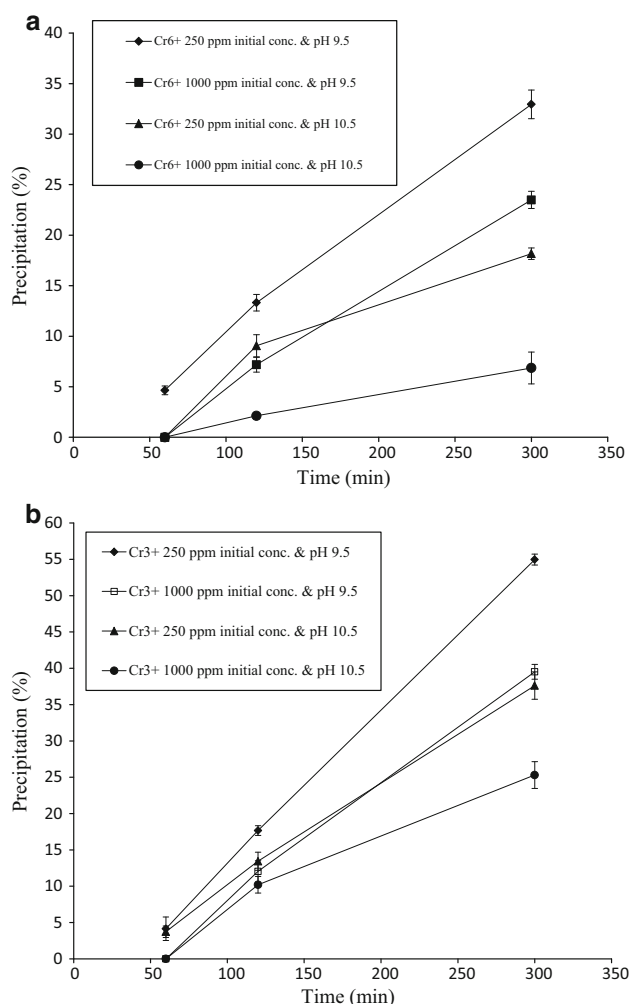 a
Cr6+ 250 ppm initial conc. & pH 9.5
Cr6+ 1000 ppm initial conc. & pH 9.5
Cr6+ 250 ppm initial conc. & pH 10.5
Cr6+ 1000 ppm initial conc. & pH 10.5
Precipitation (%)
40
35
30
25
20
15
10
5
0
0 50 100 150 200 250 300 350
Time (min)
b
Cr3+ 250 ppm initial conc. & pH 9.5
Cr3+ 1000 ppm initial conc. & pH 9.5
Cr3+ 250 ppm initial conc. & pH 10.5
Cr3+ 1000 ppm initial conc. & pH 10.5
Precipitation (%)
60
55
50
45
40
35
30
25
20
15
10
5
0
0 50 100 150 200 250 300 350
Time (min)